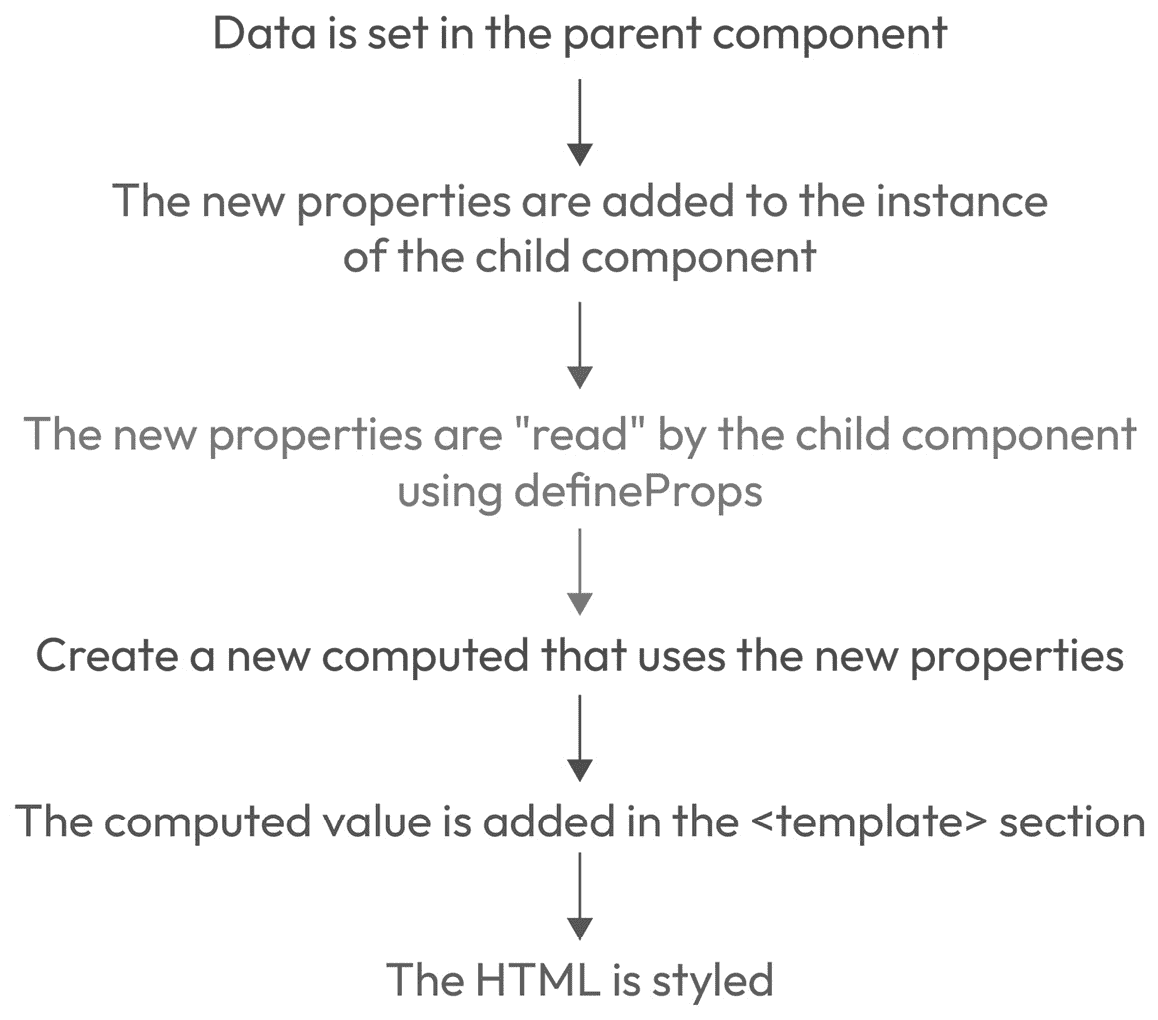 Data is set in the parent component
The new properties are added to the instance
of the child component
The new properties are "read" by the child component
using defineProps
Create a new computed that uses the new properties
The computed value is added in the <template> section
The HTML is styled